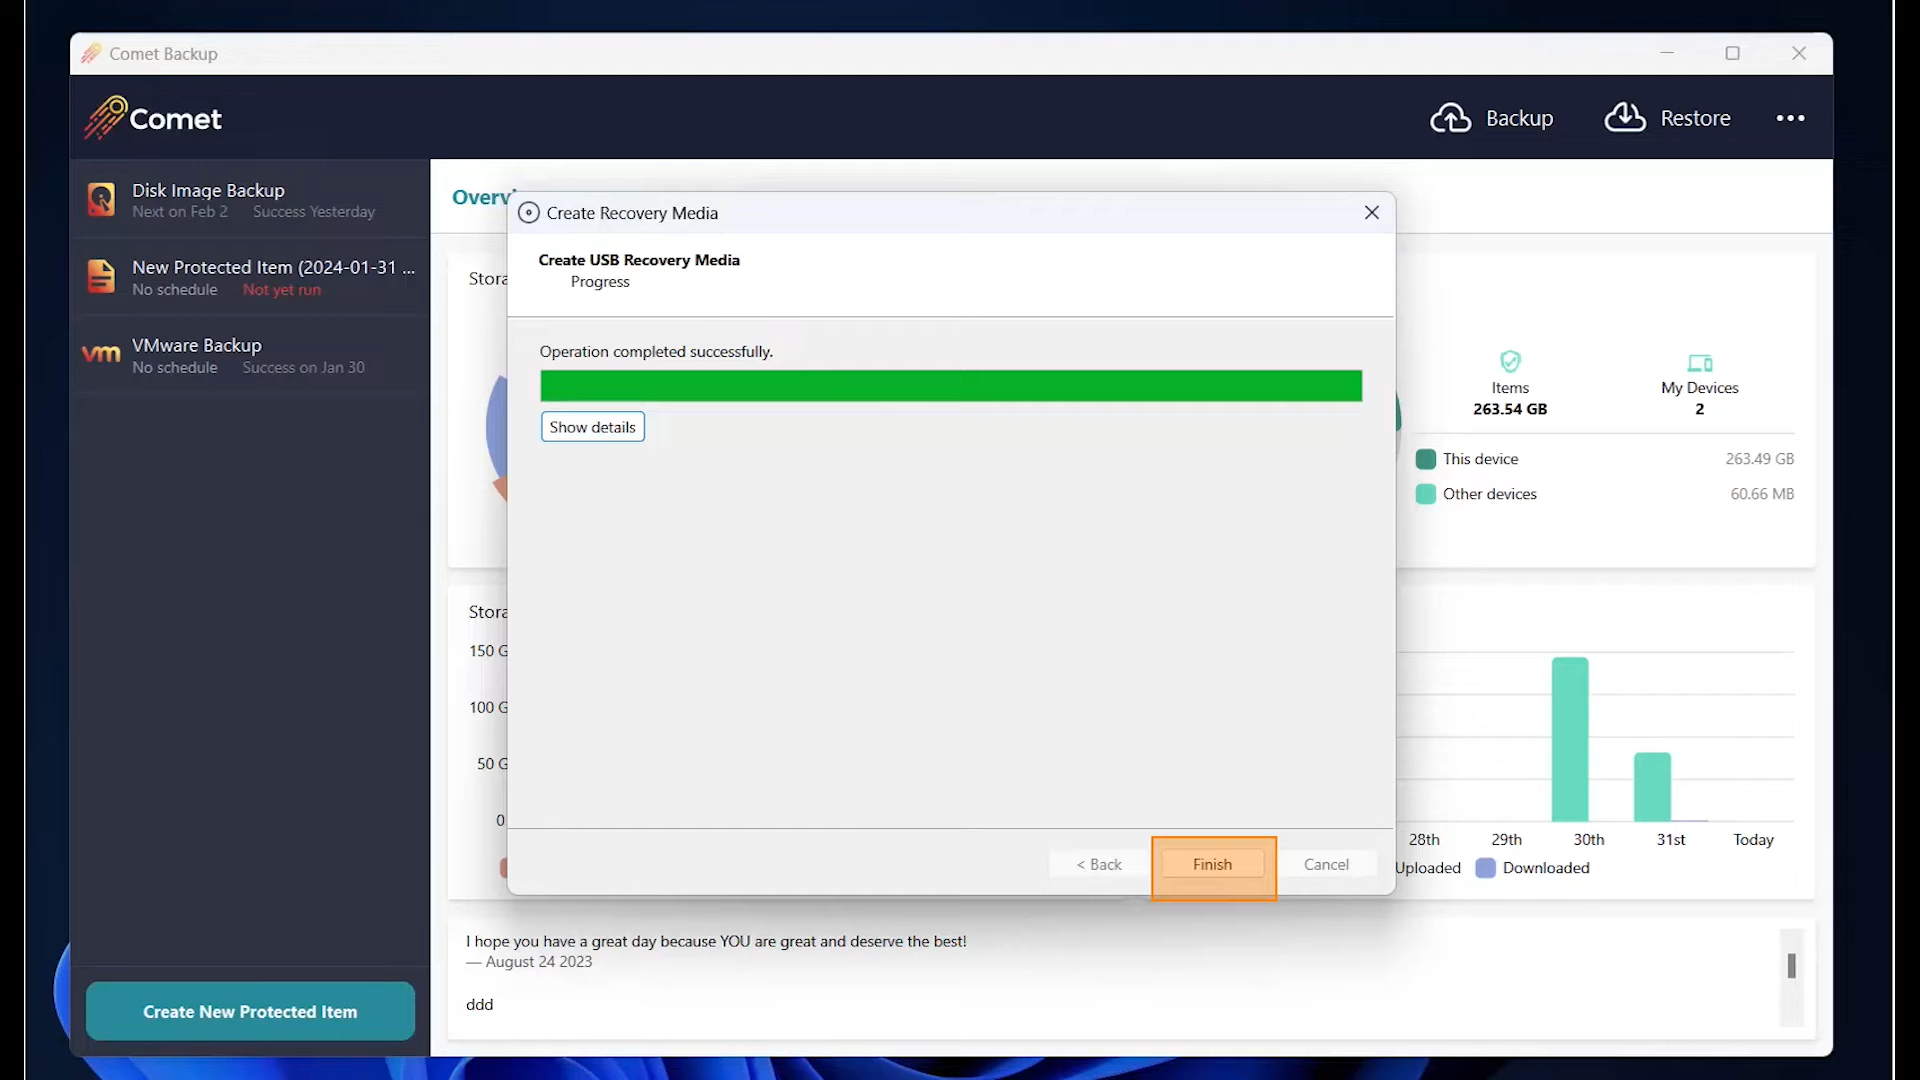 Comet Backup
Comet
Backup
Restore
Disk Image Backup
Next on Feb 2 Success Yesterday
New Protected Item (2024-01-31 ...
No schedule Not yet run
VMware Backup
No schedule Success on Jan 30
Create New Protected Item
Create Recovery Media
Create USB Recovery Media
Progress
Operation completed successfully.
Show details
< Back
Finish
Cancel
Items
263.54 GB
My Devices
2
This device 263.49 GB
Other devices 60.66 MB
150
100
50
0
28th 29th 30th 31st Today
Uploaded Downloaded
I hope you have a great day because YOU are great and deserve the best!
— August 24 2023
ddd